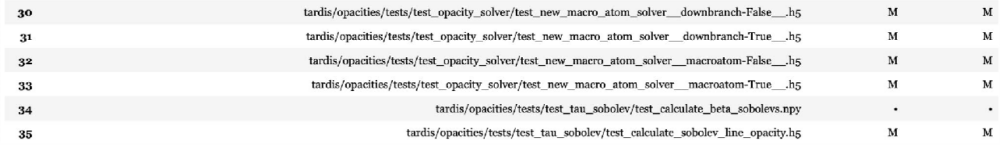 30 tardis/opacities/tests/test_opacity_solver/test_new_macro_atom_solver__downbranch-False__.h5 M M
31 tardis/opacities/tests/test_opacity_solver/test_new_macro_atom_solver__downbranch-True__.h5 M M
32 tardis/opacities/tests/test_opacity_solver/test_new_macro_atom_solver__macroatom-False__.h5 M M
33 tardis/opacities/tests/test_opacity_solver/test_new_macro_atom_solver__macroatom-True__.h5 M M
34 tardis/opacities/tests/test_tau_sobolev/test_calculate_beta_sobolevs.npy • •
35 tardis/opacities/tests/test_tau_sobolev/test_calculate_sobolev_line_opacity.h5 M M